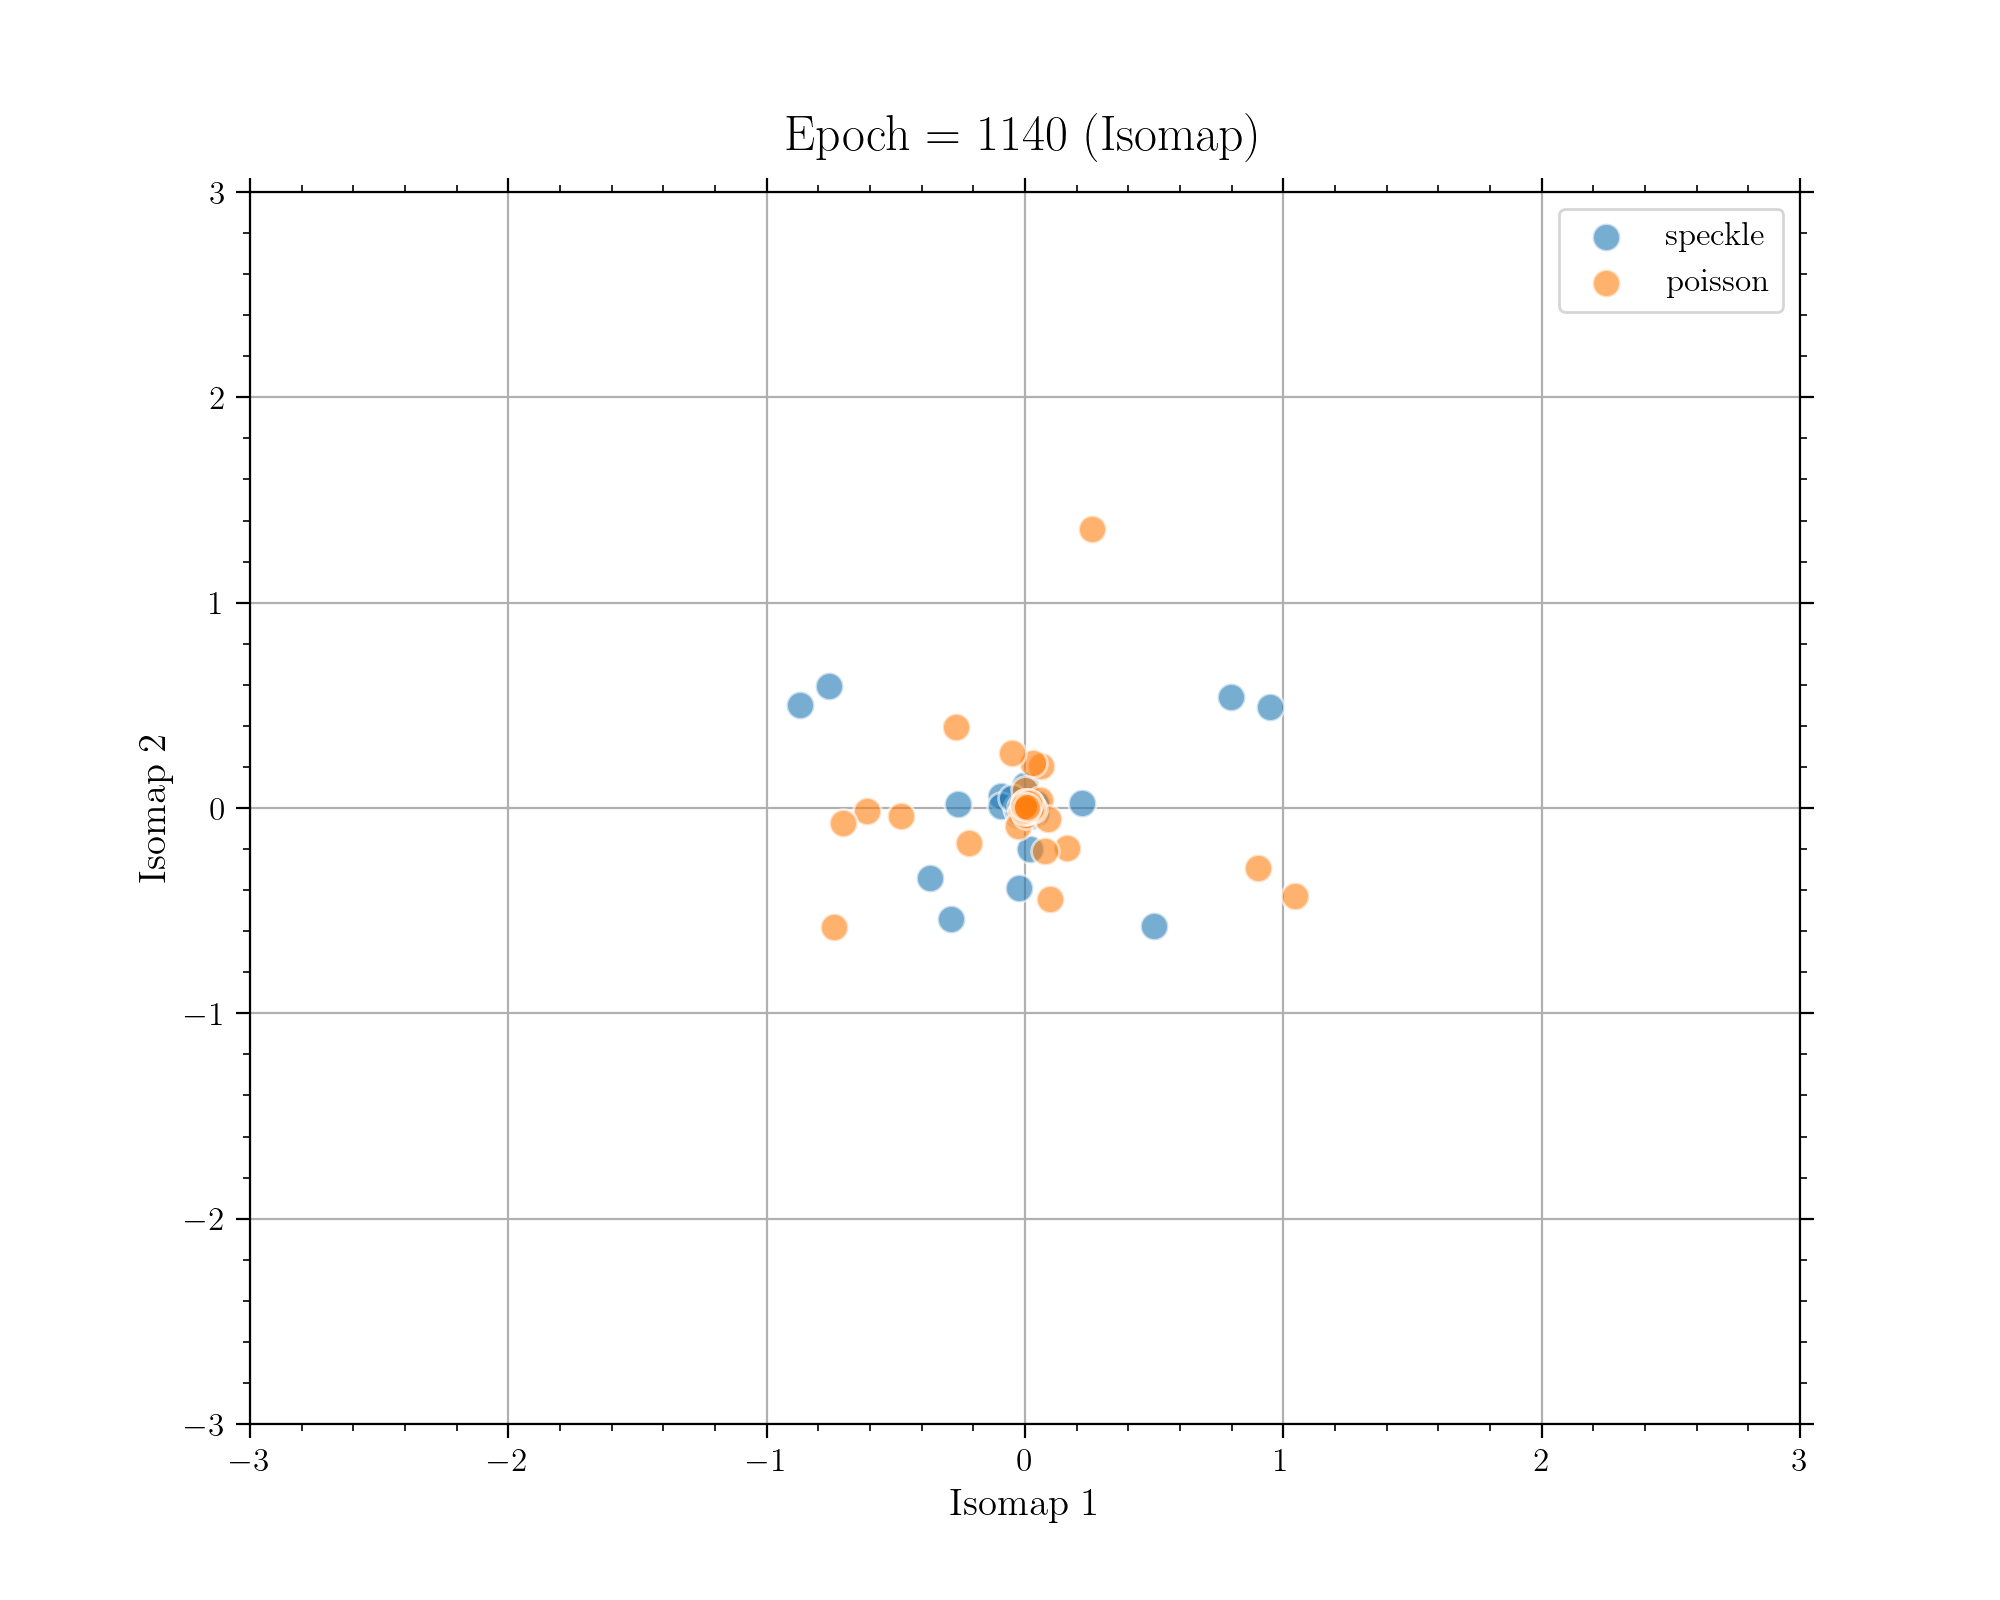 Epoch = 1140 (Isomap)
speckle
poisson
3
2
1
0
−1
−2
−3
Isomap 2
−3
−2
−1
0
1
2
3
Isomap 1